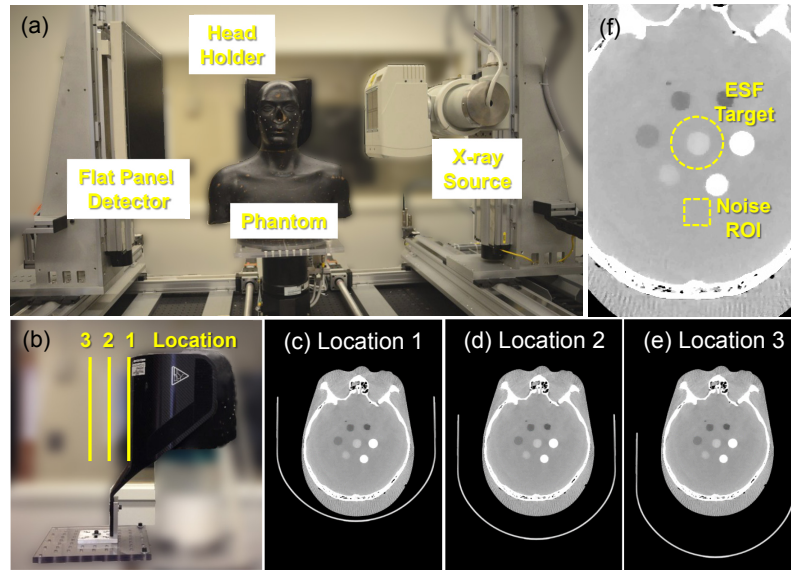 (a)
Head
Holder
Flat Panel
Detector
Phantom
X-ray
Source
(f)
ESF
Target
Noise
ROI
(b)
3 2 1 Location
(c) Location 1
(d) Location 2
(e) Location 3